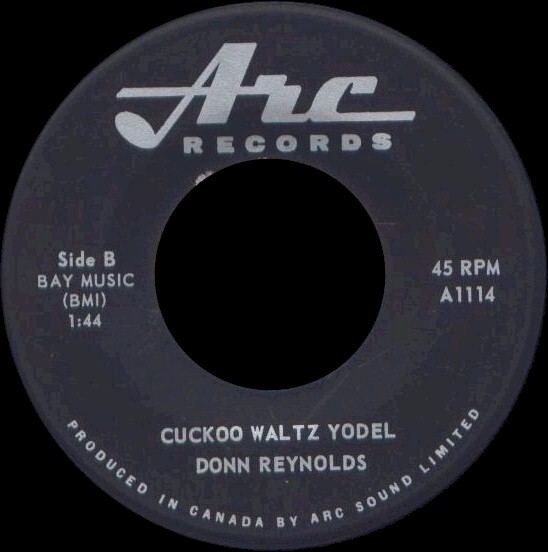 Arc
RECORDS
Side B
BAY MUSIC
(BMI)
1:44
45 RPM
A1114
CUCKOO WALTZ YODEL
DONN REYNOLDS
PRODUCED IN CANADA BY ARC SOUND LIMITED